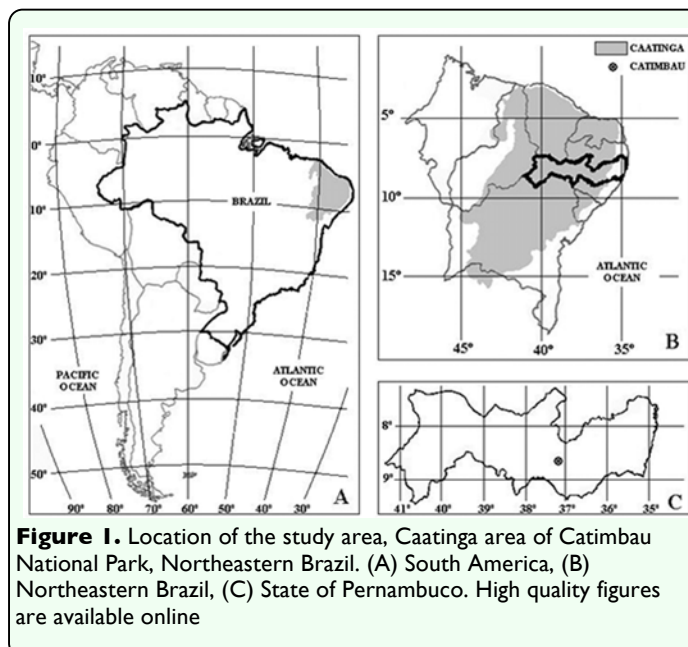 10°
0°
10°
20°
30°
40°
50°
BRAZIL
PACIFIC
OCEAN
ATLANTIC
OCEAN
A
90°
80°
70°
60°
50°
40°
30°
CAATINGA
CATIMBAU
5°
10°
15°
ATLANTIC
OCEAN
B
45°
40°
35°
8°
9°
C
41°
40°
39°
38°
37°
36°
35°
Figure 1. Location of the study area, Caatinga area of Catimbau
National Park, Northeastern Brazil. (A) South America, (B)
Northeastern Brazil, (C) State of Pernambuco. High quality figures
are available online